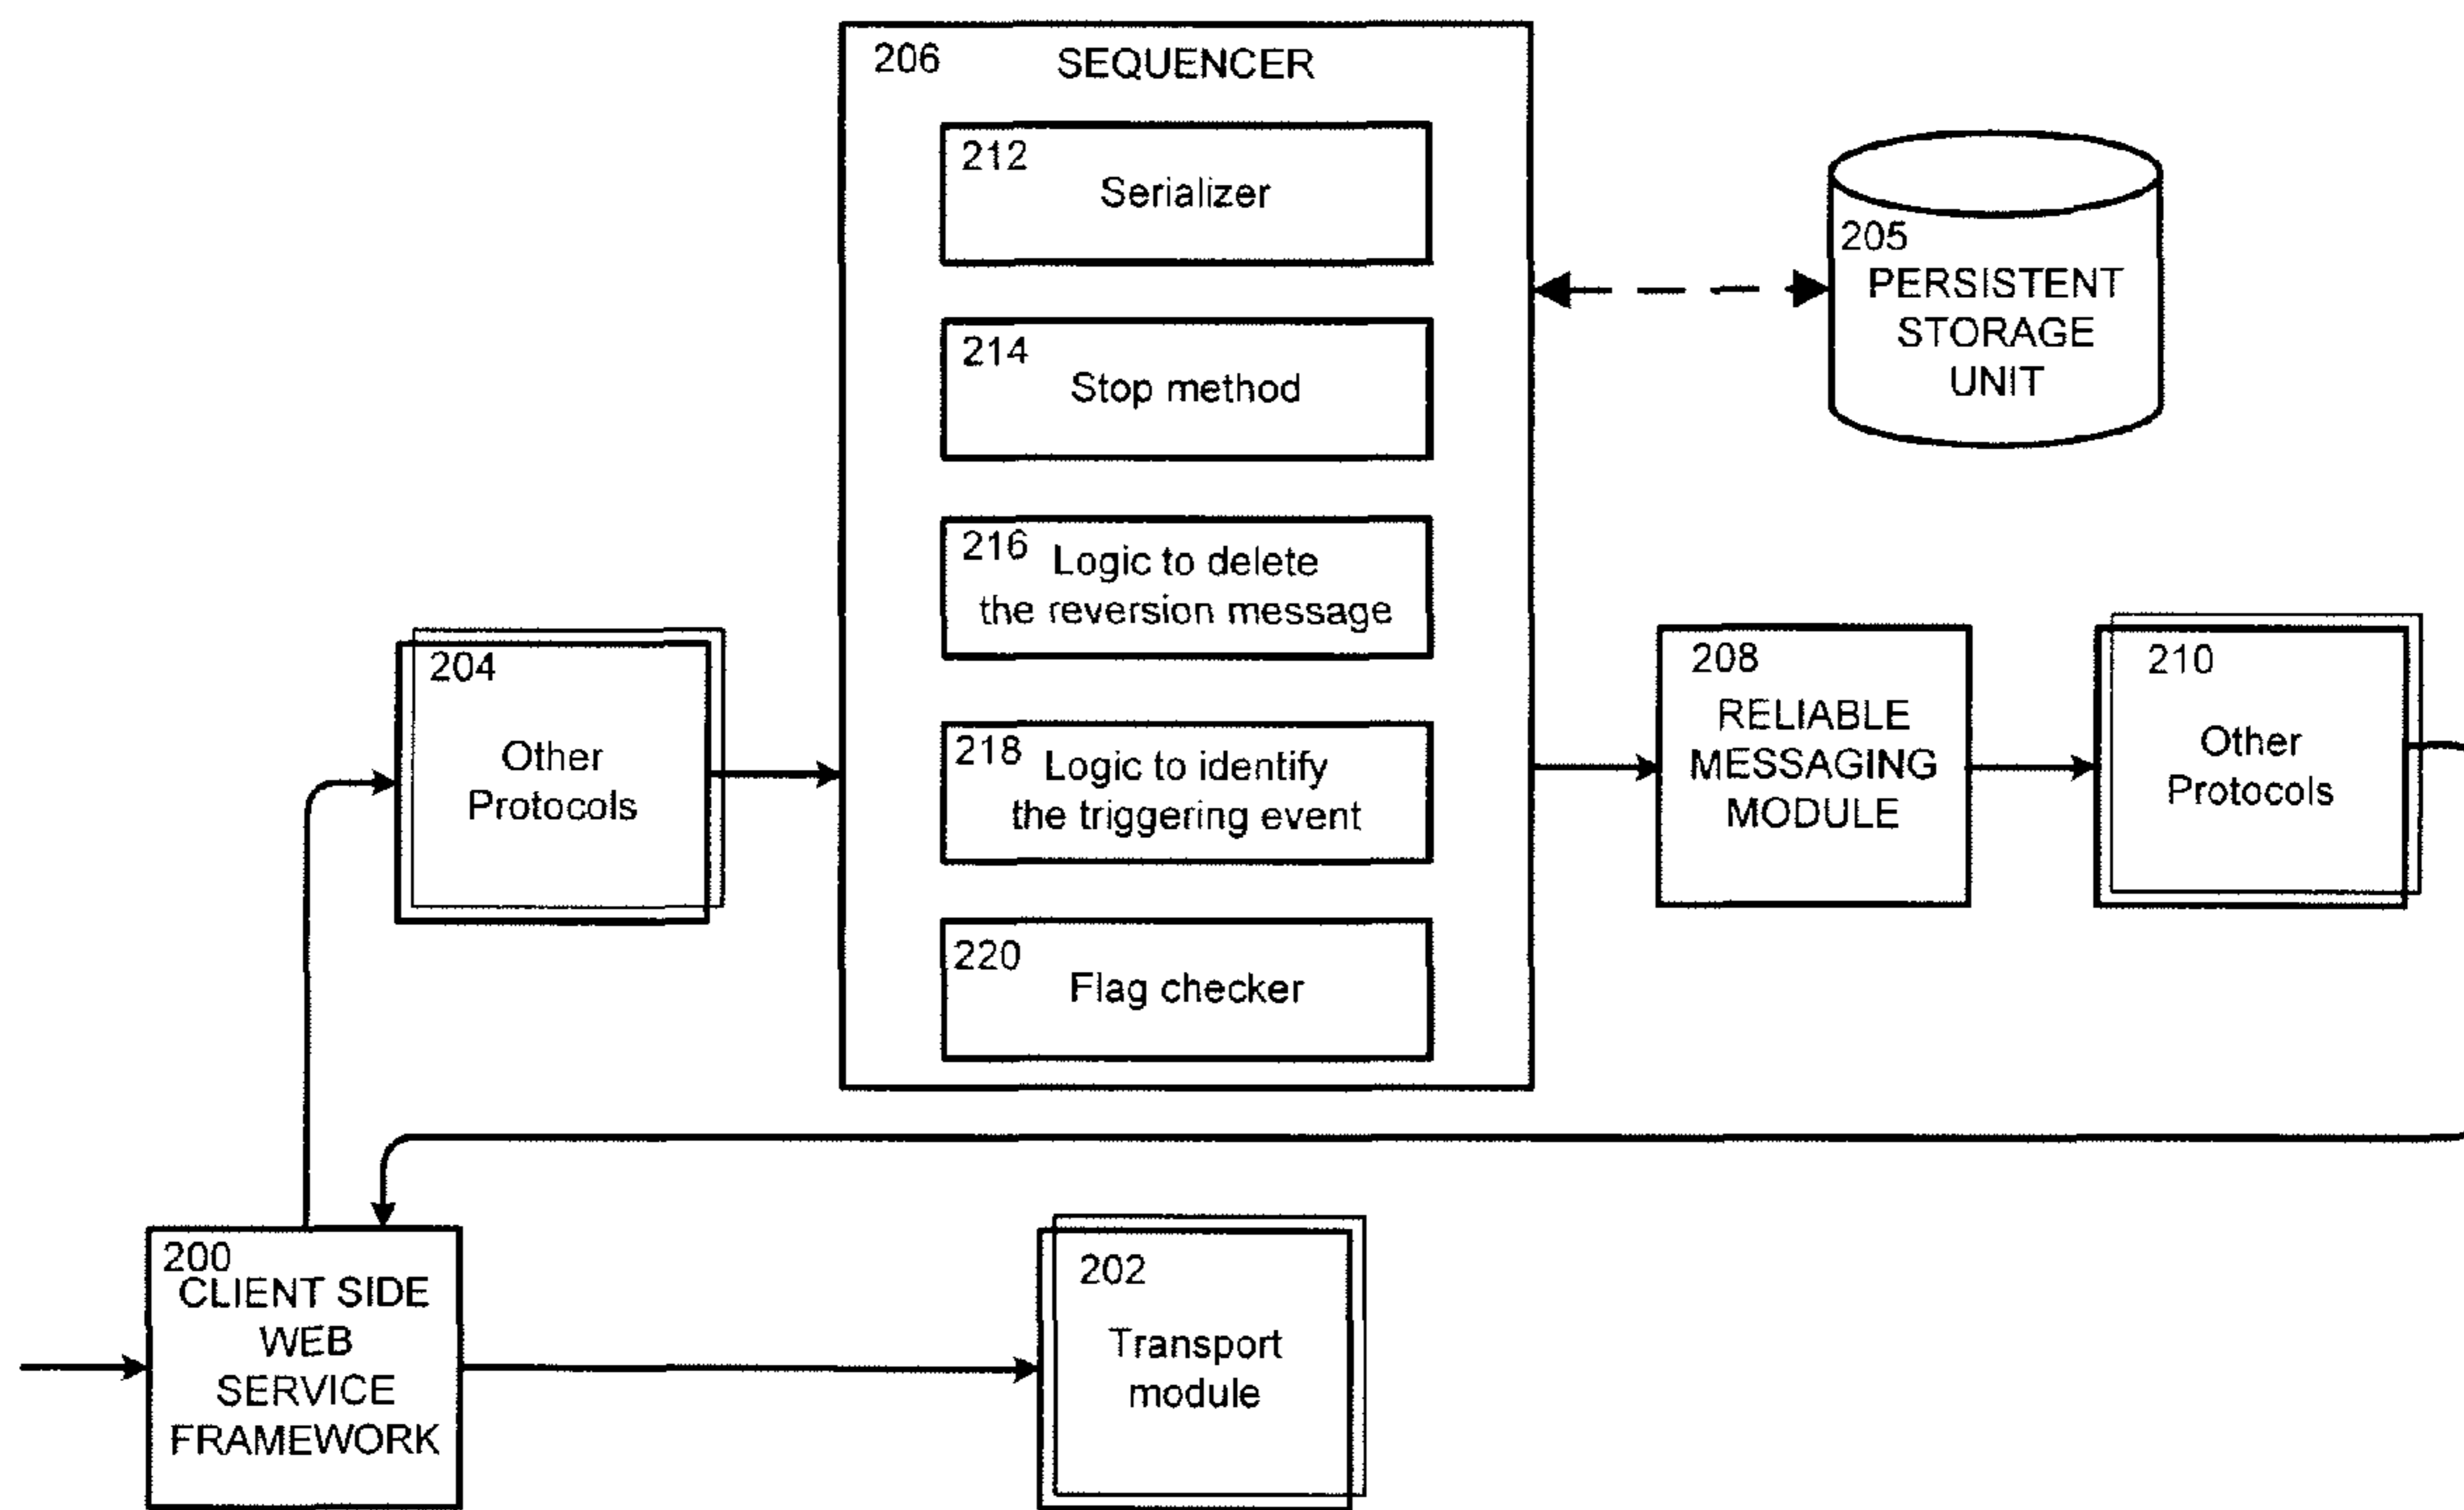 206 SEQUENCER
212
Serializer
214
Stop method
216 Logic to delete
the reversion message
218 Logic to identify
the triggering event
220
Flag checker
205
PERSISTENT
STORAGE
UNIT
204
Other
Protocols
208
RELIABLE
MESSAGING
MODULE
210
Other
Protocols
200
CLIENT SIDE
WEB
SERVICE
FRAMEWORK
202
Transport
module